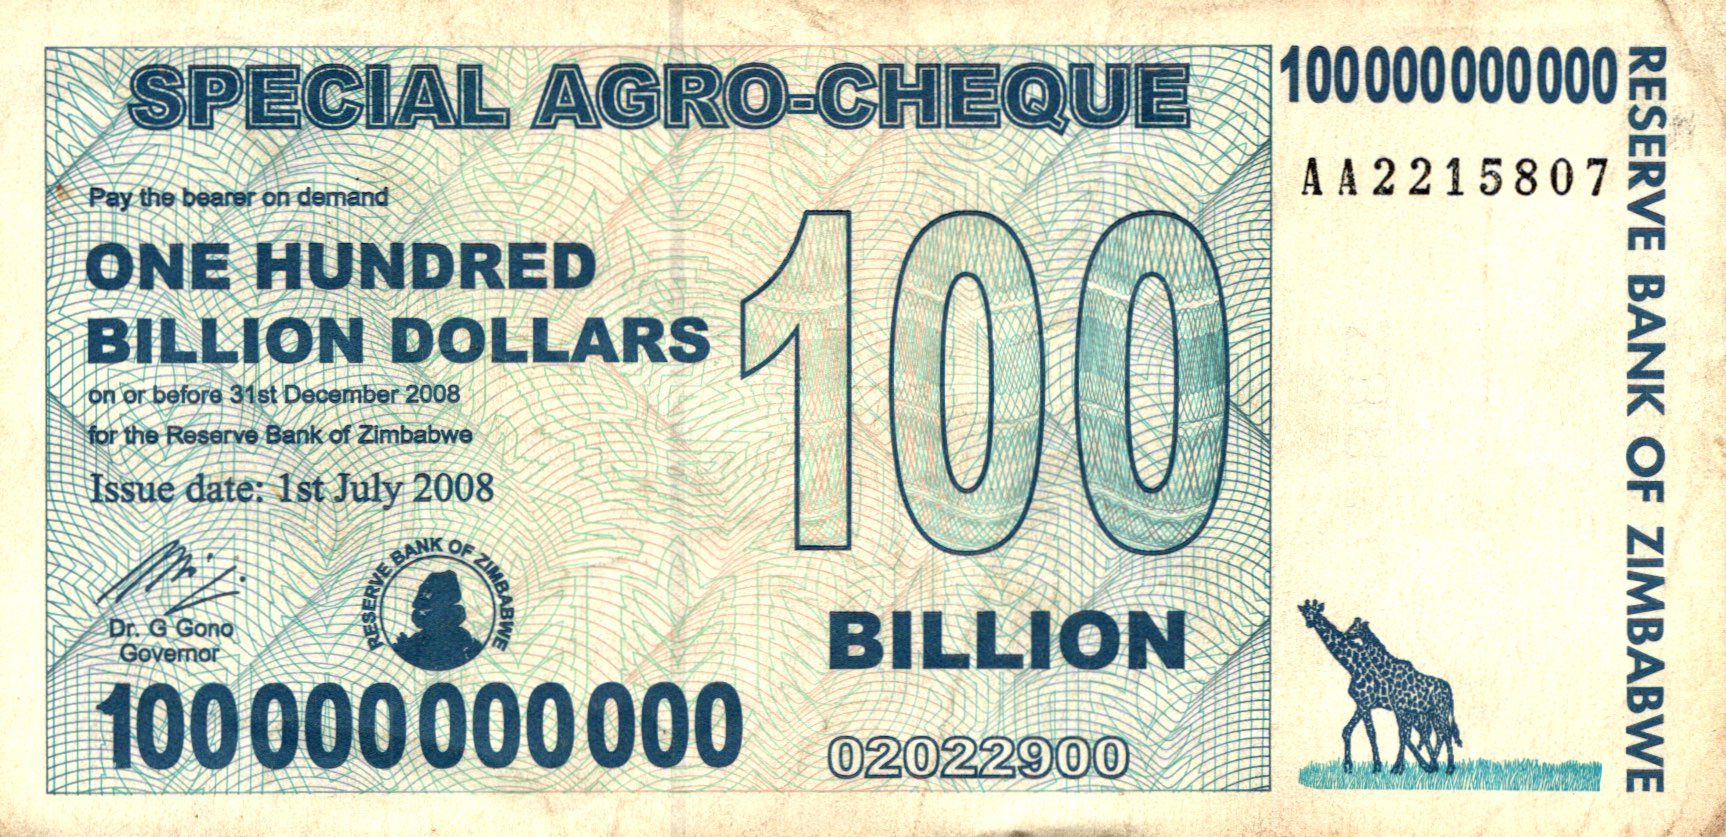 SPECIAL AGRO-CHEQUE
100000000000
AA2215807
Pay the bearer on demand
ONE HUNDRED
BILLION DOLLARS
on or before 31st December 2008
for the Reserve Bank of Zimbabwe
Issue date: 1st July 2008
100
BILLION
Dr. G Gono
Governor
RESERVE BANK OF ZIMBABWE
100000000000
02022900
RESERVE BANK OF ZIMBABWE